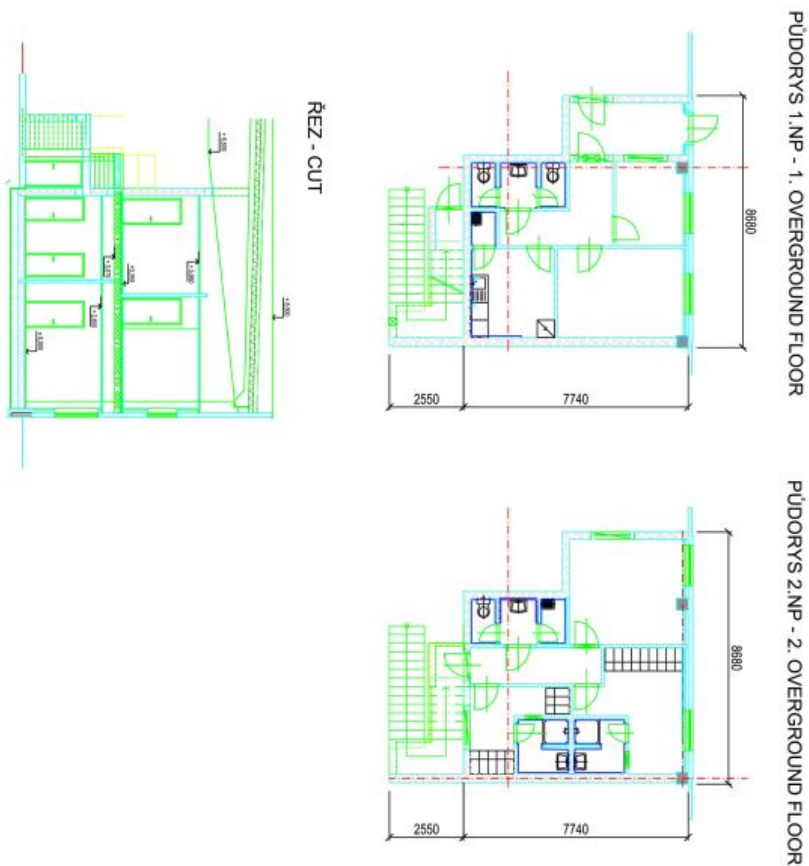 PŮDORYS 1.NP - 1. OVERGROUND FLOOR
8680
2550
7740
ŘEZ - CUT
PŮDORYS 2.NP - 2. OVERGROUND FLOOR
8680
2550
7740